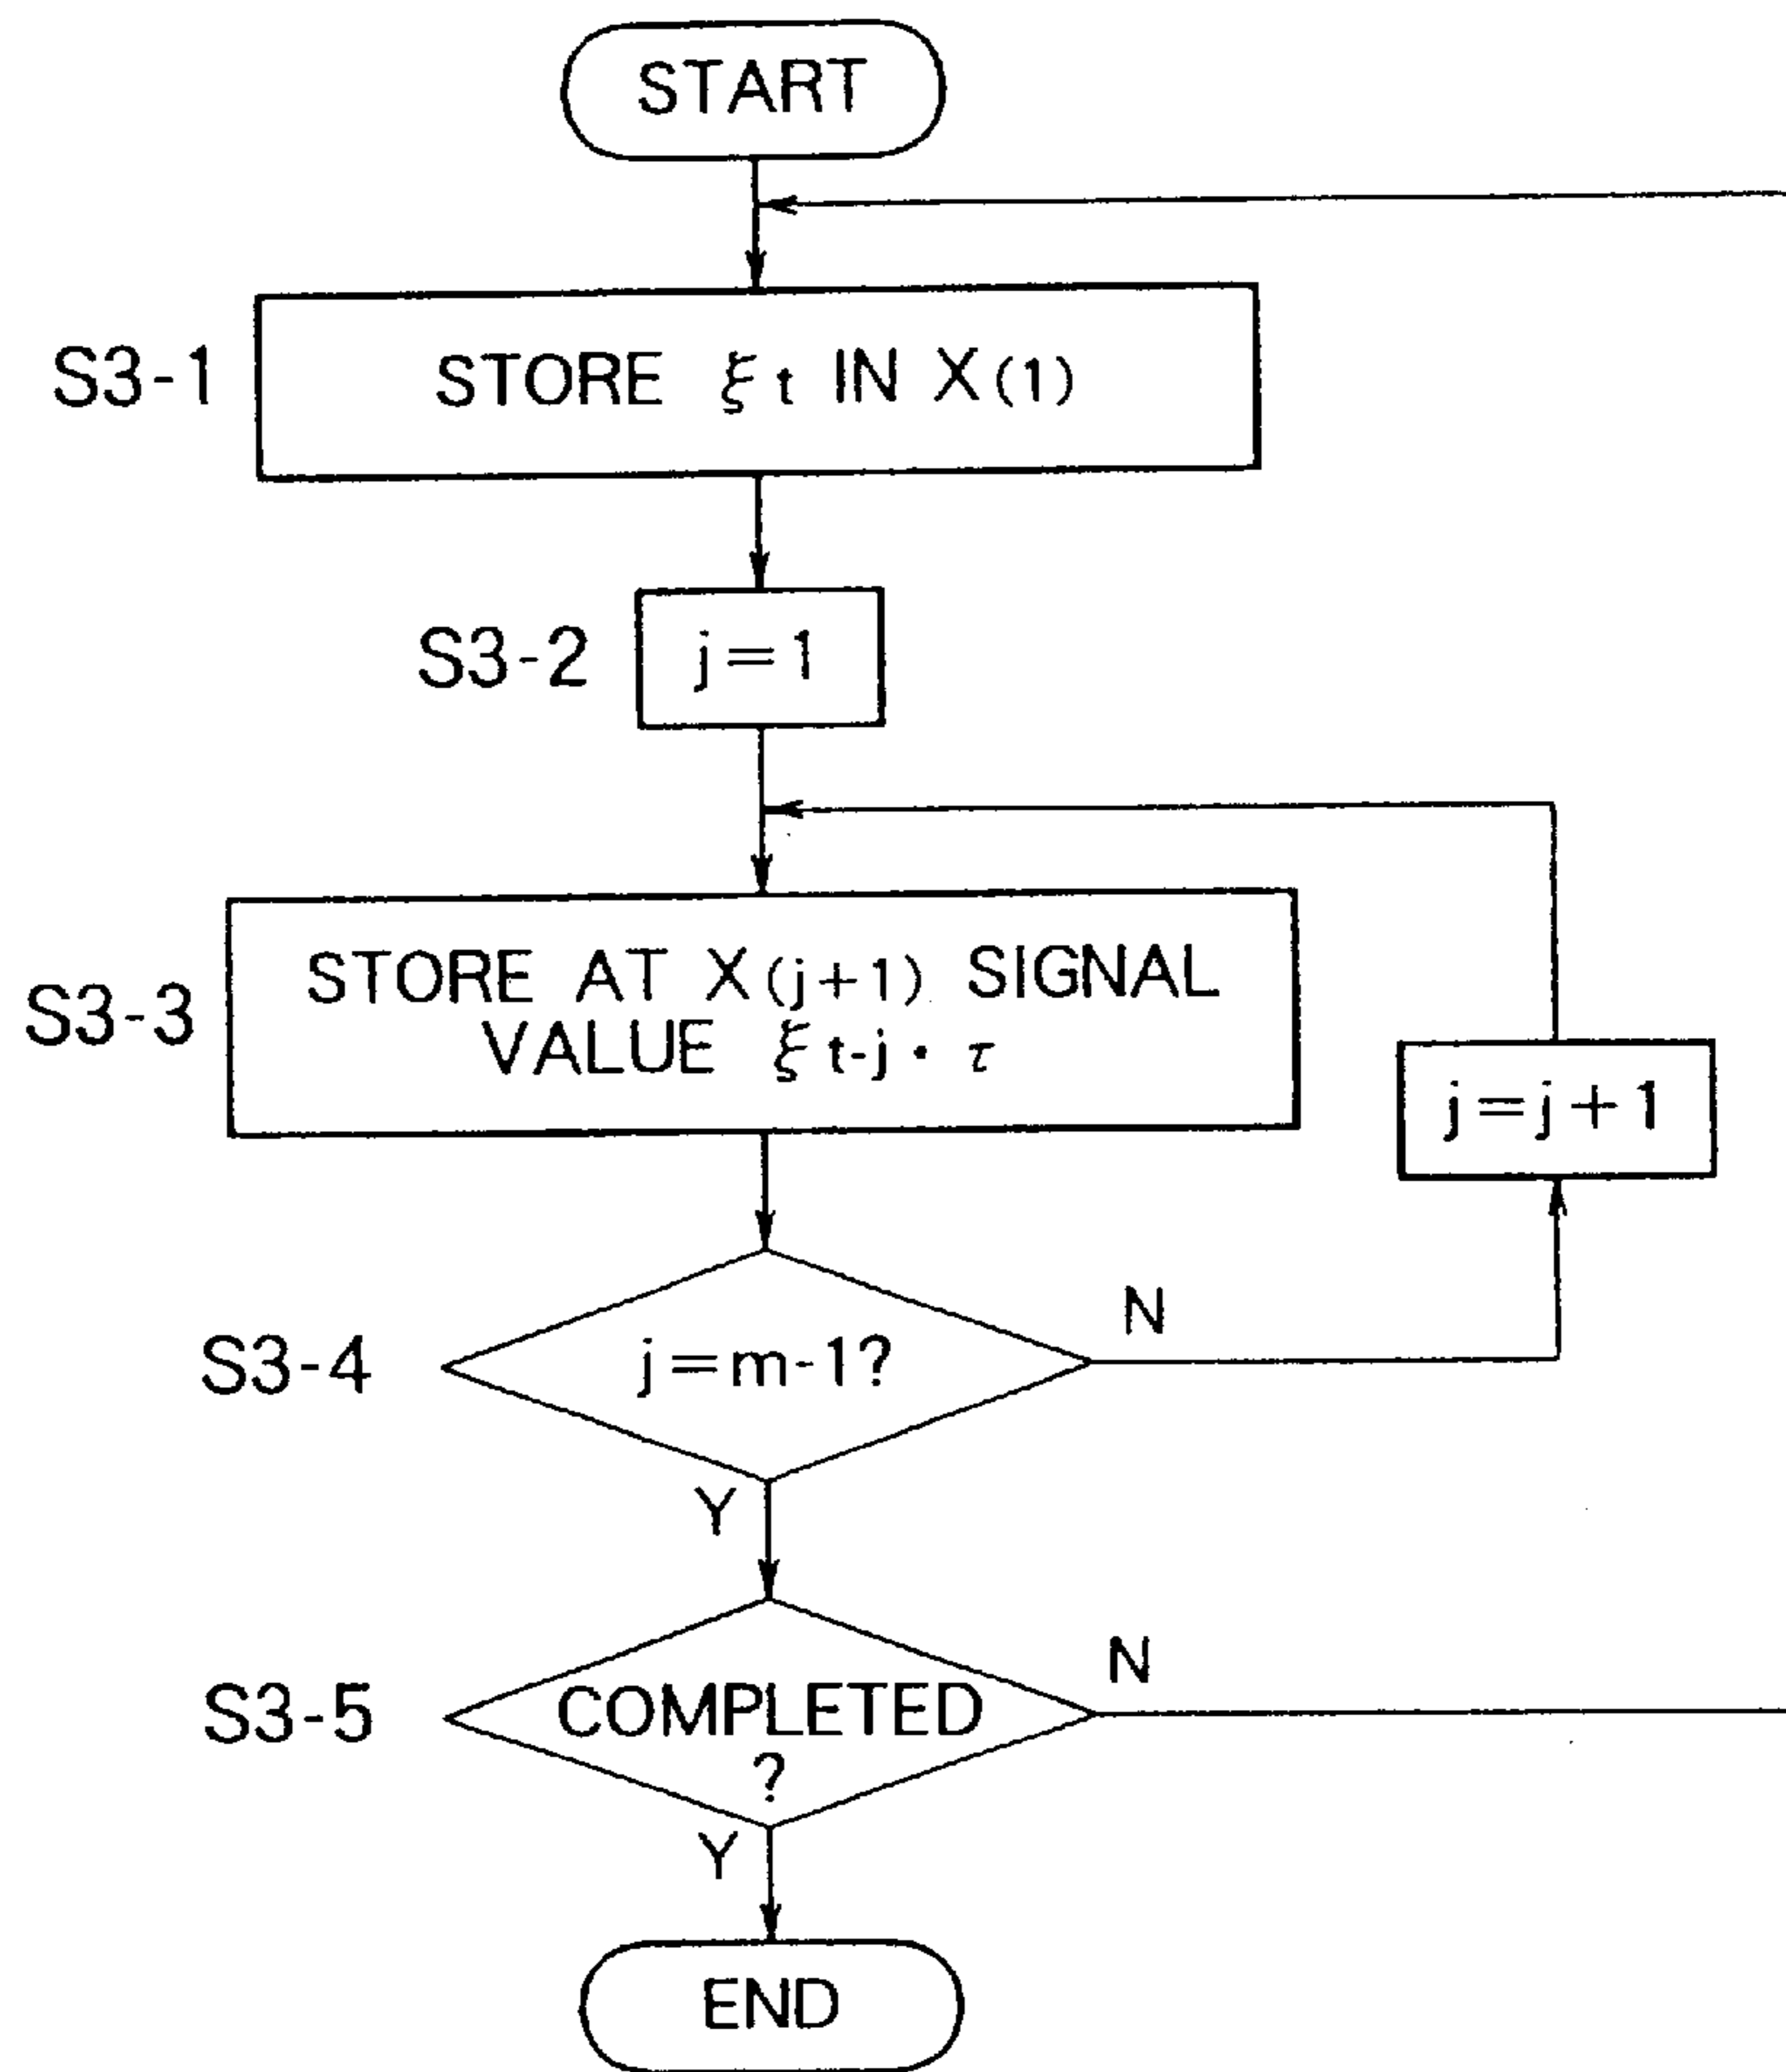 START
S3-1
STORE ξt IN X(1)
S3-2
j=1
S3-3
STORE AT X(j+1) SIGNAL
VALUE ξt-j・τ
j=j+1
S3-4
j=m-1?
N
Y
S3-5
COMPLETED
?
N
Y
END